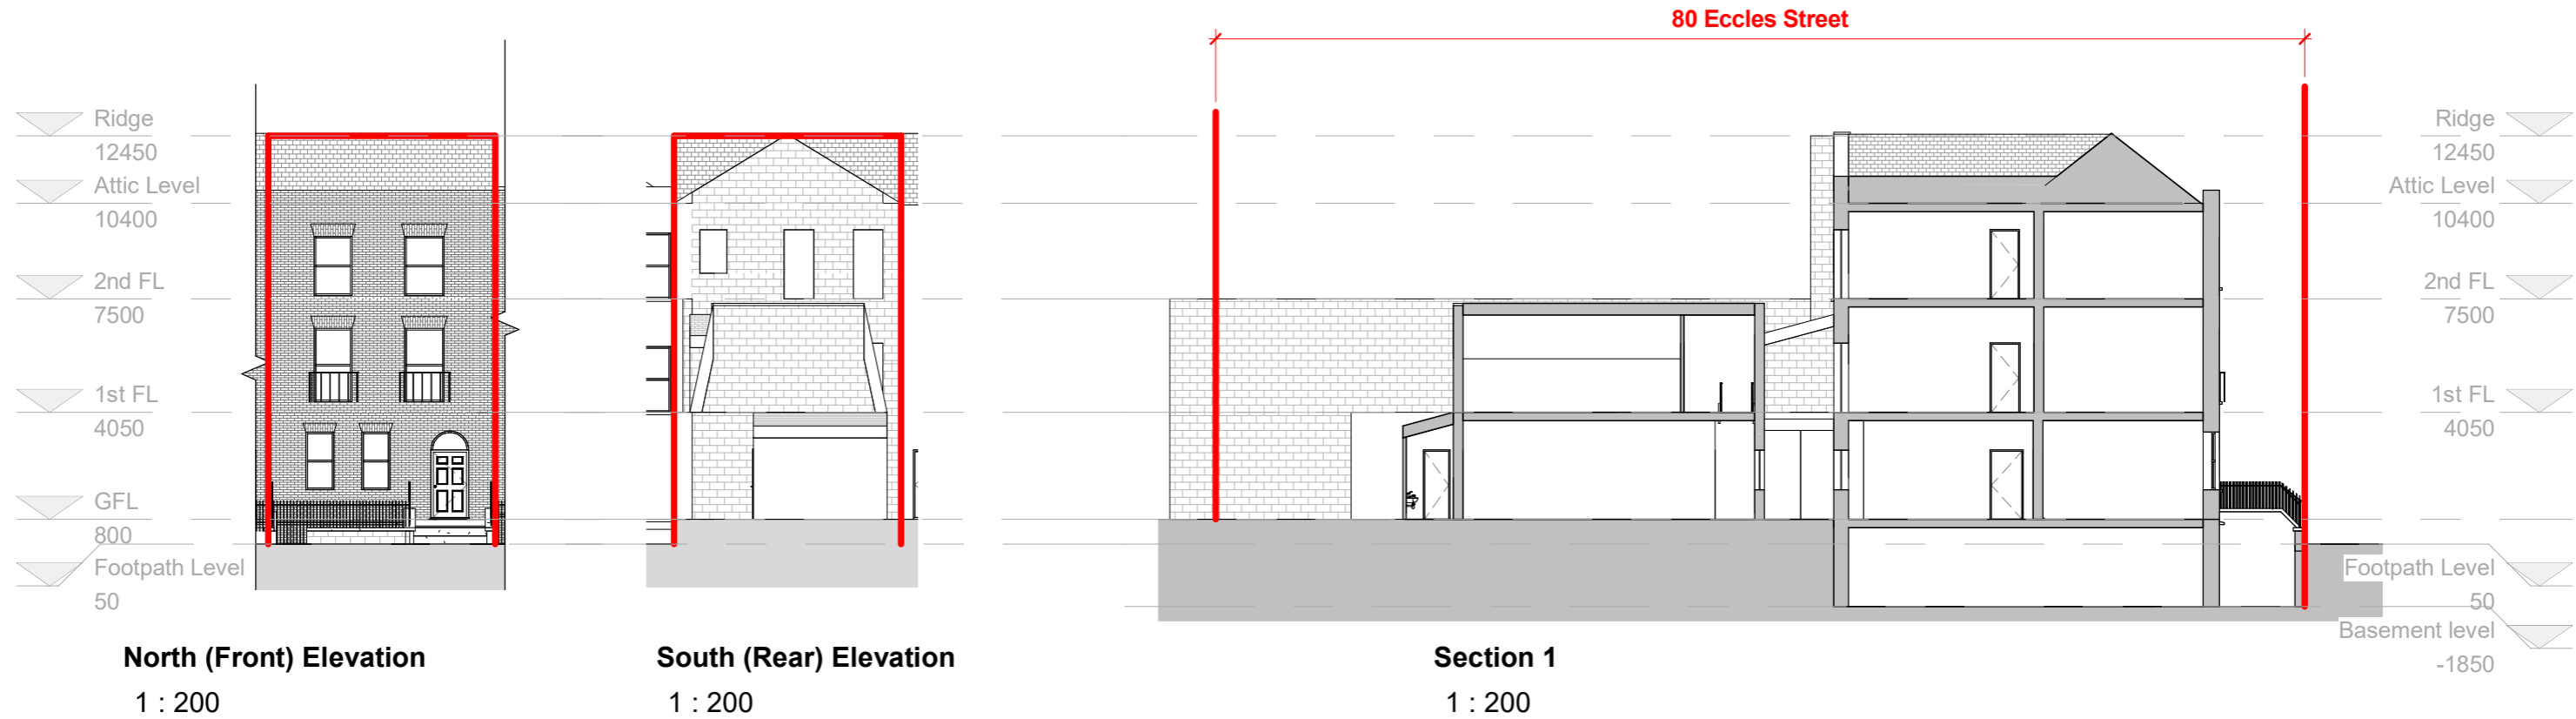 80 Eccles Street
Ridge
12450
Attic Level
10400
2nd FL
7500
1st FL
4050
GFL
800
Footpath Level
50
Ridge
12450
Attic Level
10400
2nd FL
7500
1st FL
4050
Footpath Level
50
Basement level
-1850
North (Front) Elevation
1 : 200
South (Rear) Elevation
1 : 200
Section 1
1 : 200